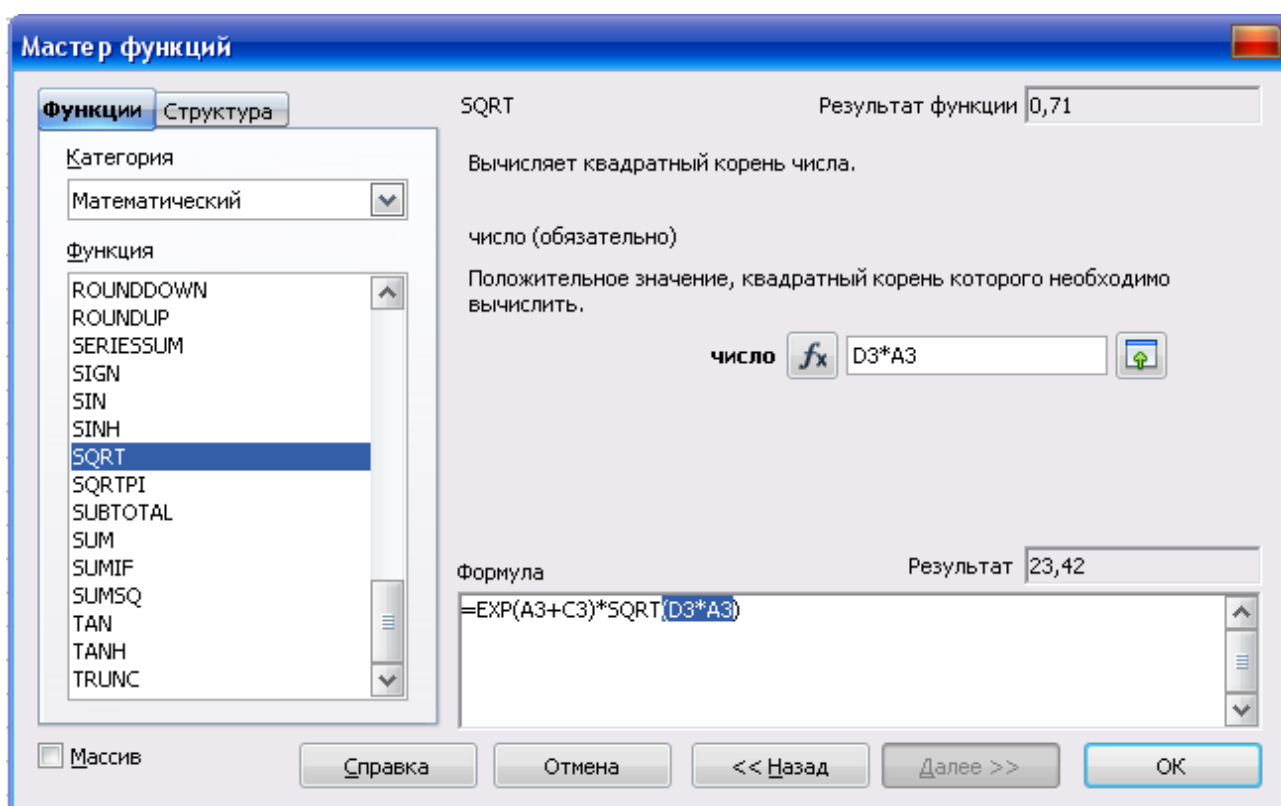 Мастер функций
Функции Структура
Категория
Математический
Функция
ROUNDDOWN
ROUNDUP
SERIESSUM
SIGN
SIN
SINH
SQRT
SQRTPI
SUBTOTAL
SUM
SUMIF
SUMSQ
TAN
TANH
TRUNC
SQRT Результат функции 0,71
Вычисляет квадратный корень числа.
число (обязательно)
Положительное значение, квадратный корень которого необходимо
вычислить.
число fx D3*A3
Формула Результат 23,42
=EXP(A3+C3)*SQRT(D3*A3)
Массив Справка Отмена << Назад Далее >> ОК